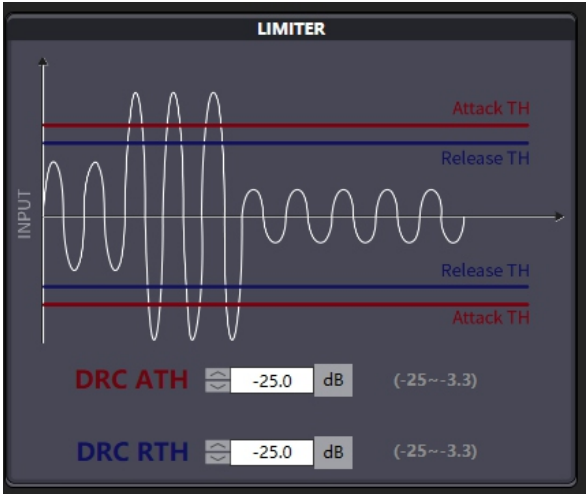 LIMITER
Attack TH
Release TH
INPUT
Release TH
Attack TH
DRC ATH -25.0 dB (-25~-3.3)
DRC RTH -25.0 dB (-25~-3.3)